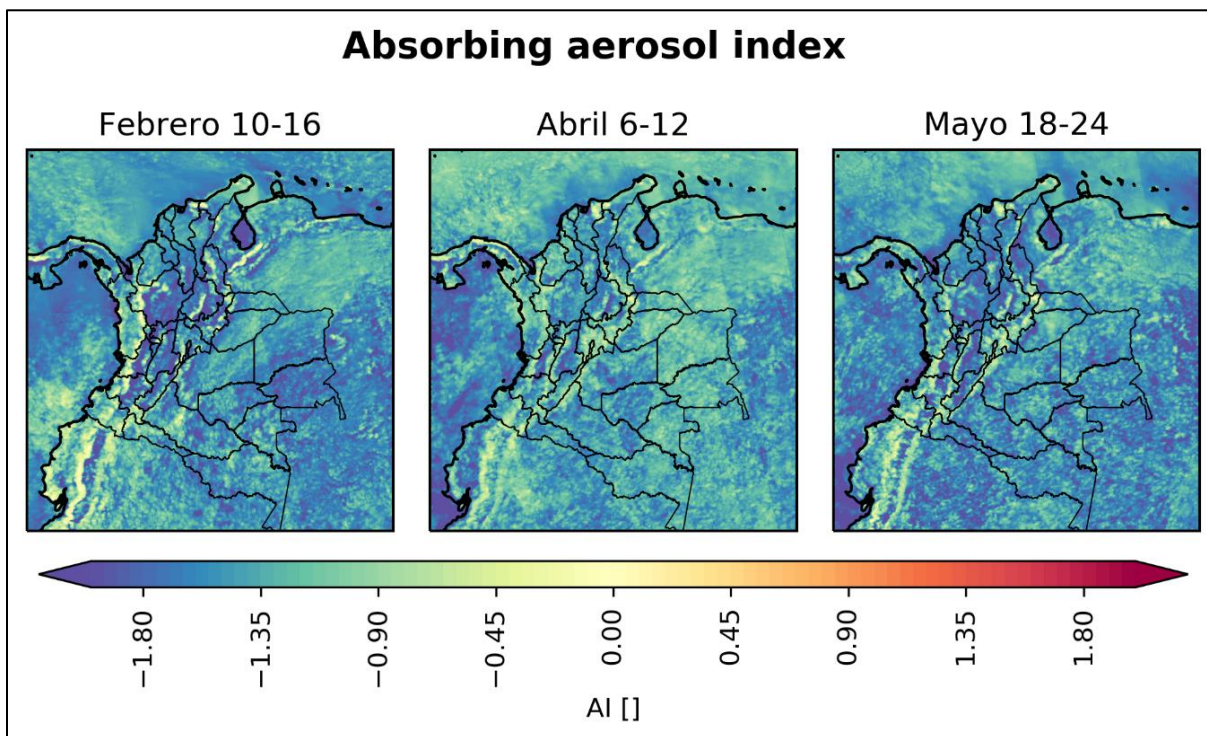 Absorbing aerosol index
Febrero 10-16
Abril 6-12
Mayo 18-24
−1.80
−1.35
−0.90
−0.45
0.00
0.45
0.90
1.35
1.80
AI []